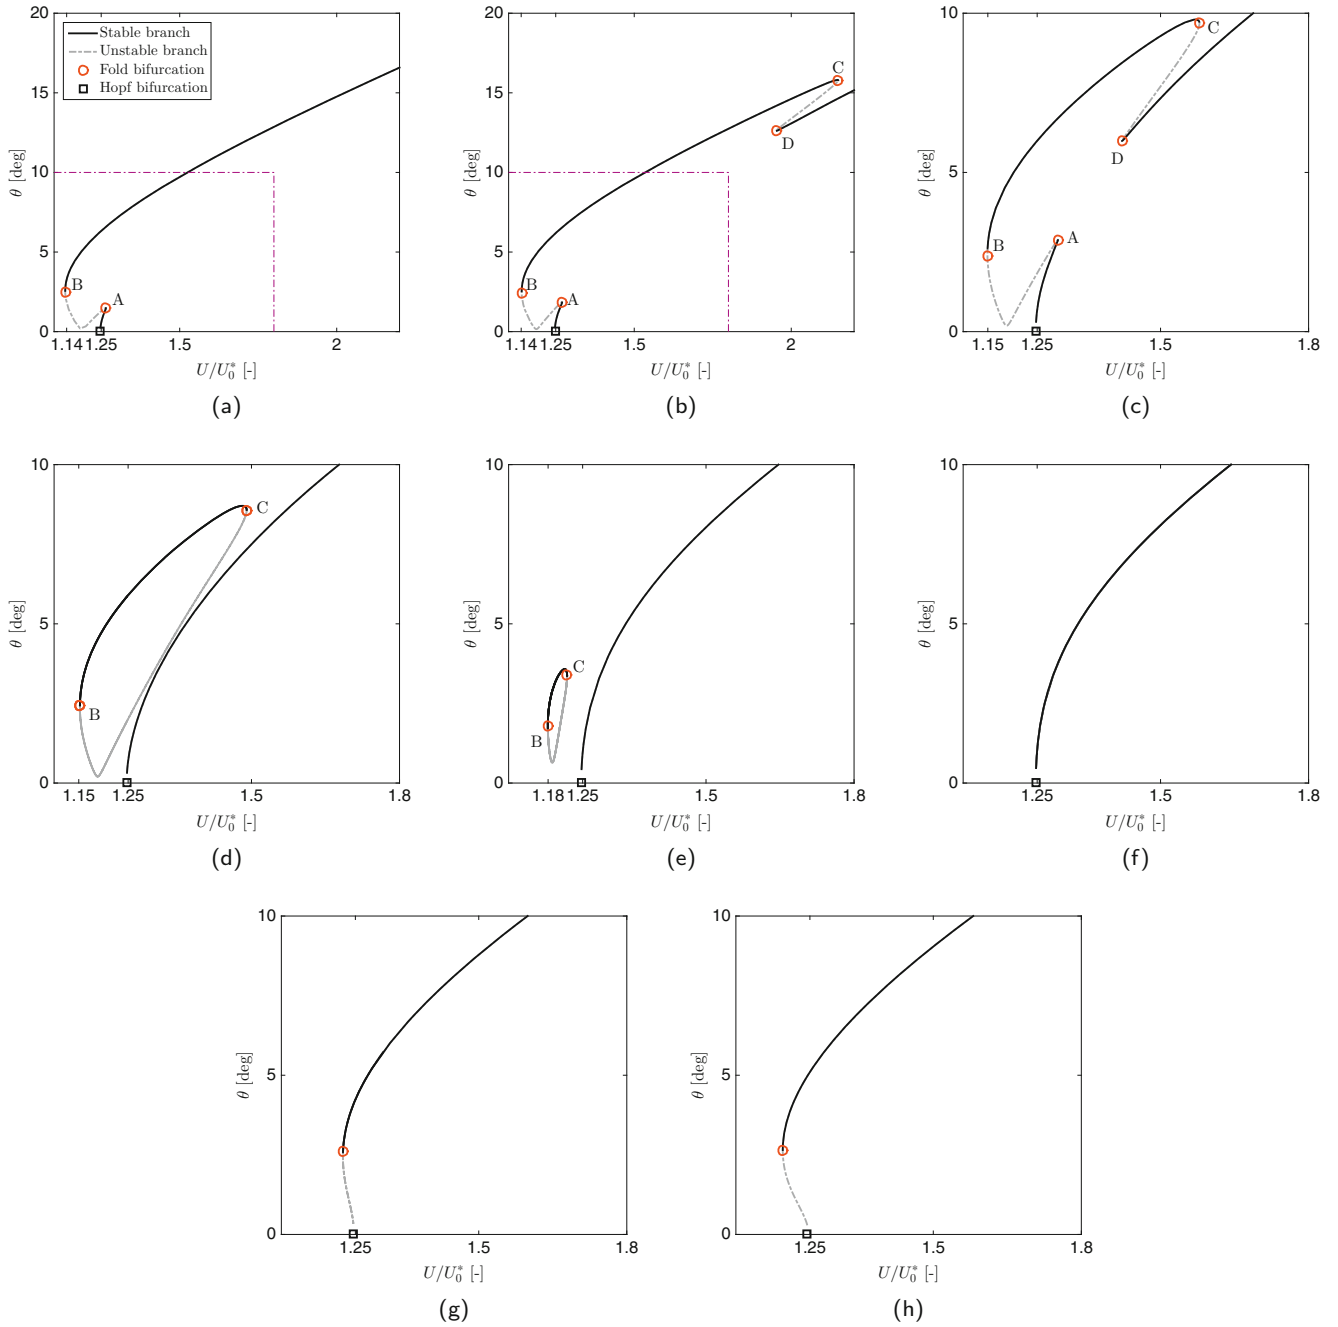 20
15
10
5
0
θ [deg]
Stable branch
Unstable branch
Fold bifurcation
Hopf bifurcation
B
A
1.14 1.25 1.5 2
U/U₀* [-]
(a)
20
15
10
5
0
θ [deg]
C
D
B
A
1.14 1.25 1.5 2
U/U₀* [-]
(b)
10
5
0
θ [deg]
C
D
A
B
1.15 1.25 1.5 1.8
U/U₀* [-]
(c)
10
5
0
θ [deg]
C
B
1.15 1.25 1.5 1.8
U/U₀* [-]
(d)
10
5
0
θ [deg]
C
B
1.18 1.25 1.5 1.8
U/U₀* [-]
(e)
10
5
0
θ [deg]
1.25 1.5 1.8
U/U₀* [-]
(f)
10
5
0
θ [deg]
1.25 1.5 1.8
U/U₀* [-]
(g)
10
5
0
θ [deg]
1.25 1.5 1.8
U/U₀* [-]
(h)